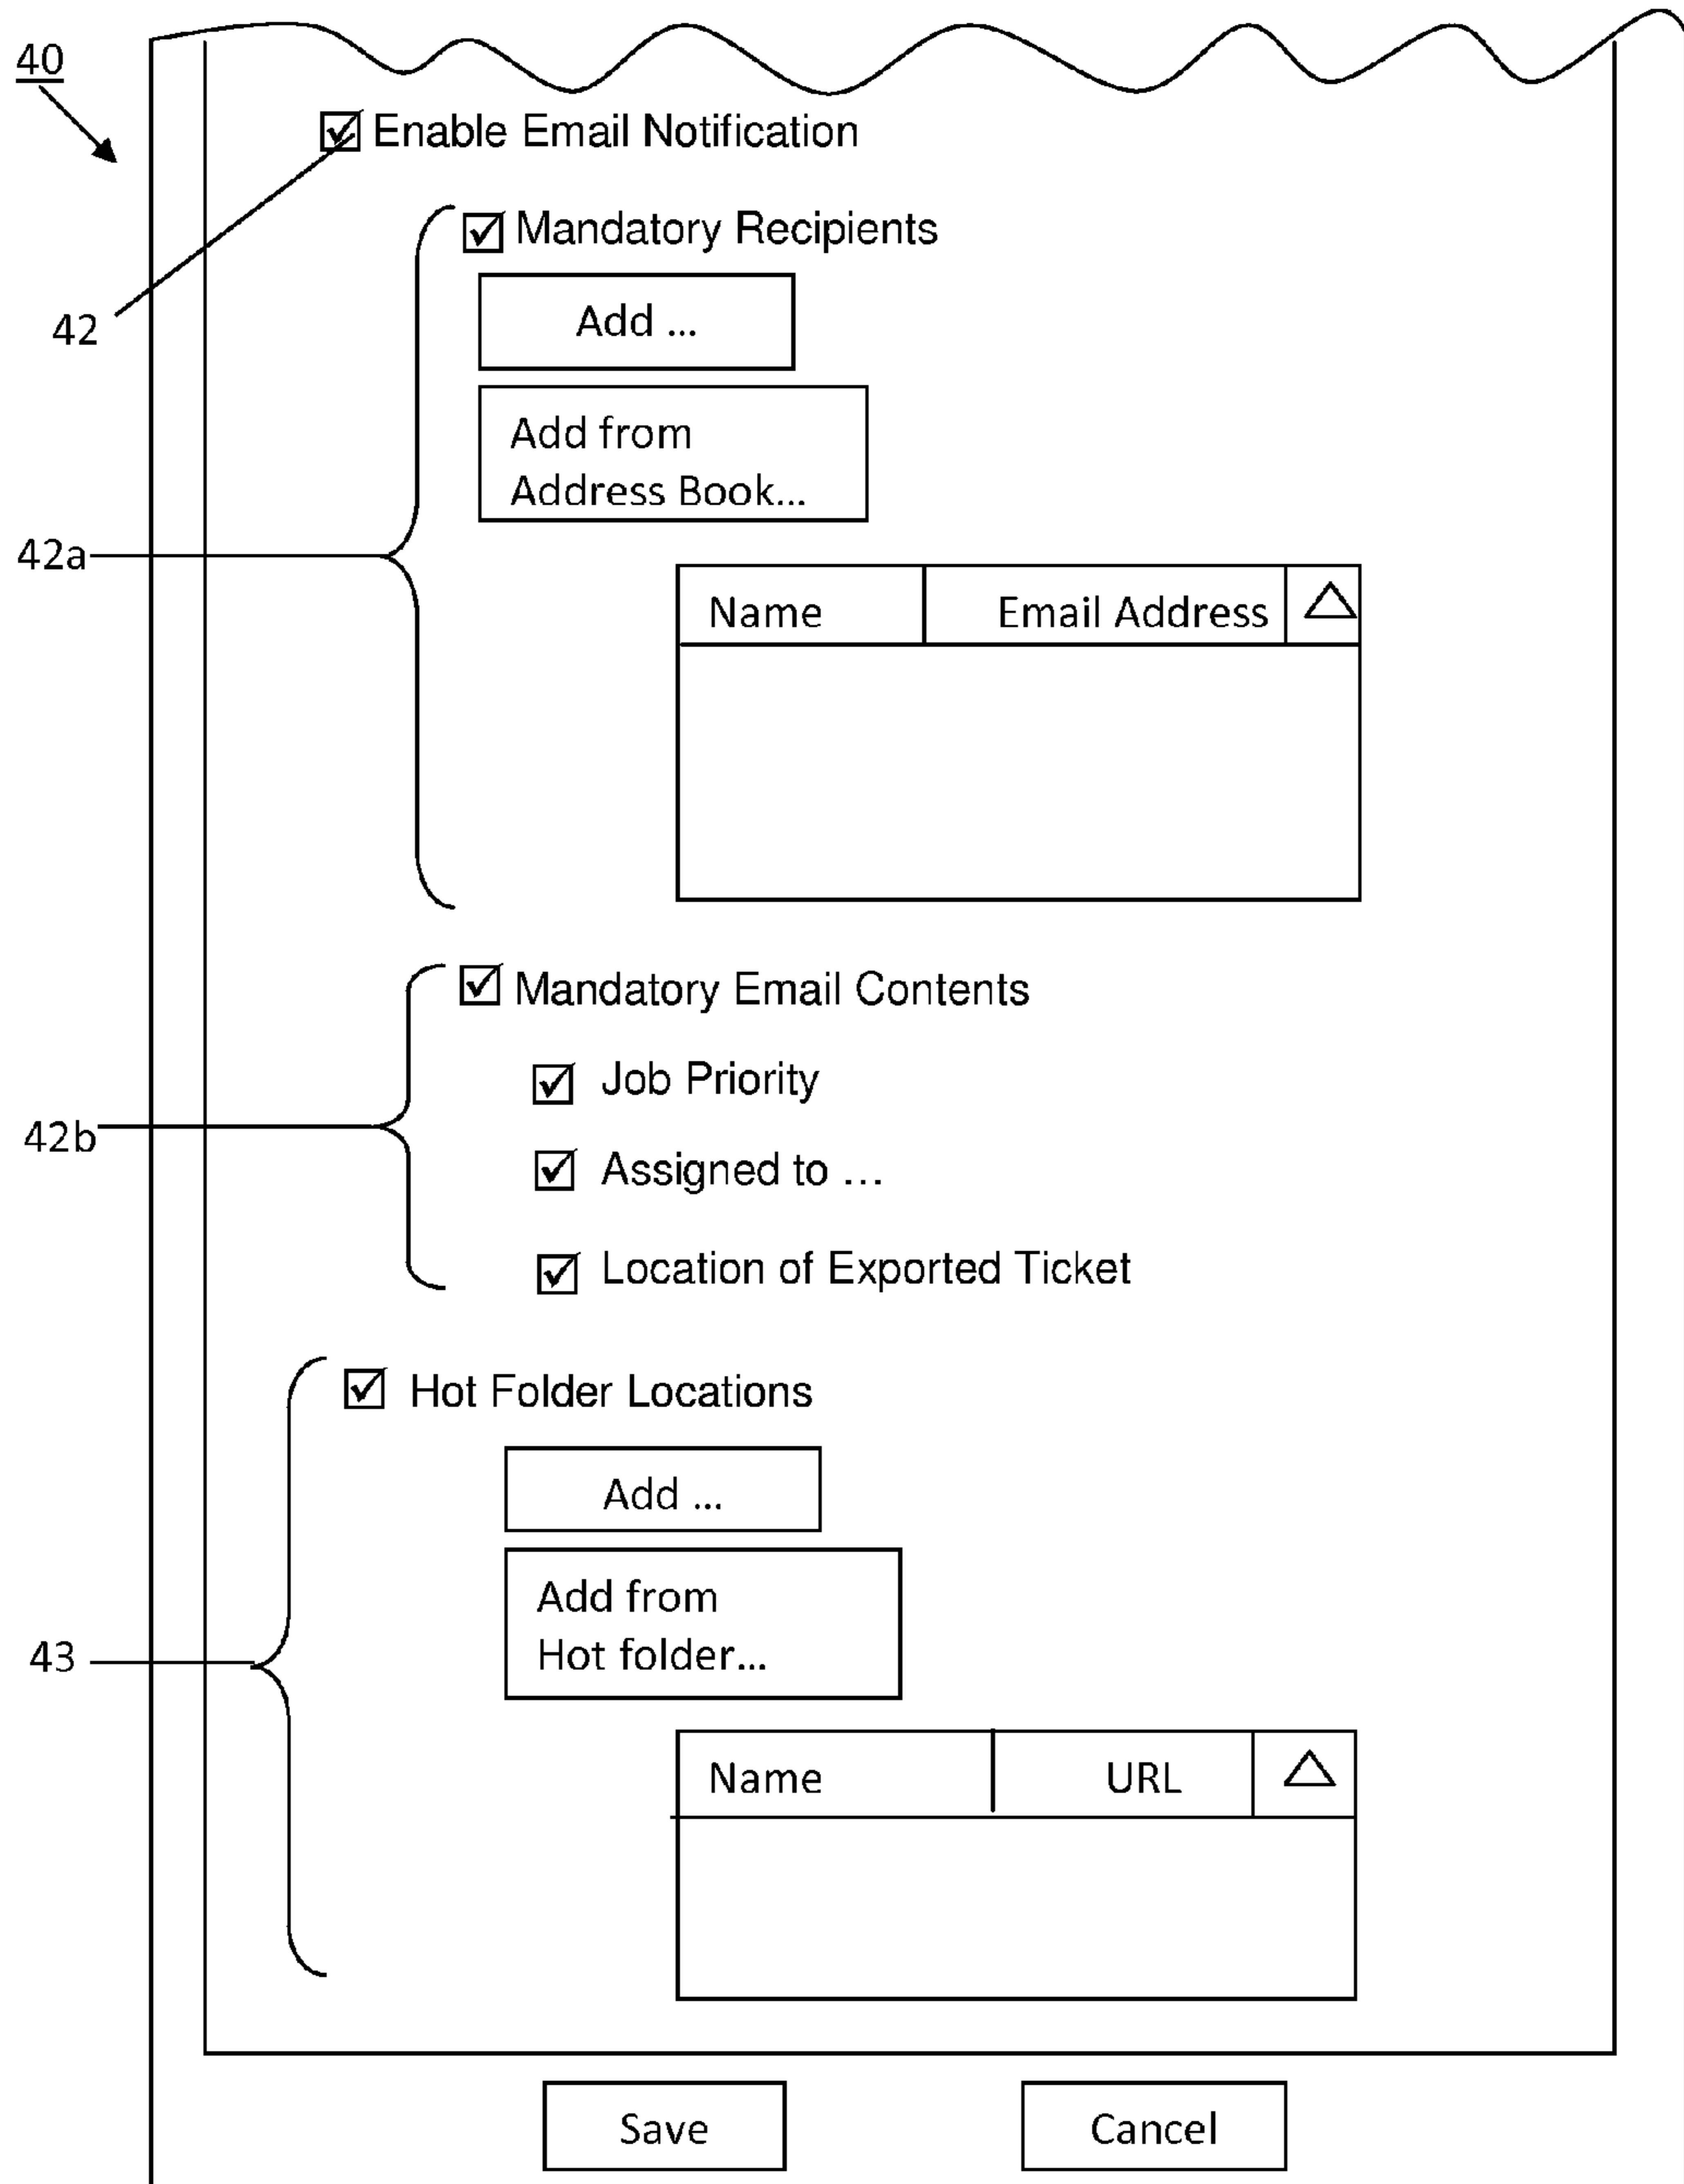 40
Enable Email Notification
Mandatory Recipients
Add ...
42
Add from
Address Book...
42a
Name Email Address
Mandatory Email Contents
Job Priority
42b
Assigned to ...
Location of Exported Ticket
Hot Folder Locations
Add ...
Add from
Hot folder...
43
Name URL
Save Cancel